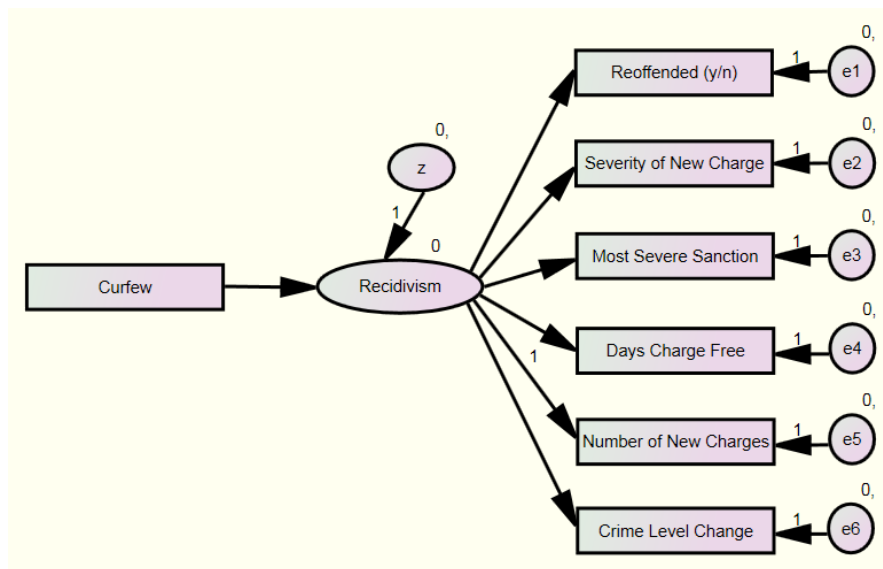 0,
1
Reoffended (y/n)
e1
0,
z
0,
1
Severity of New Charge
e2
1
0
0,
1
Most Severe Sanction
e3
Curfew
Recidivism
0,
1
Days Charge Free
e4
1
0,
1
Number of New Charges
e5
0,
1
Crime Level Change
e6